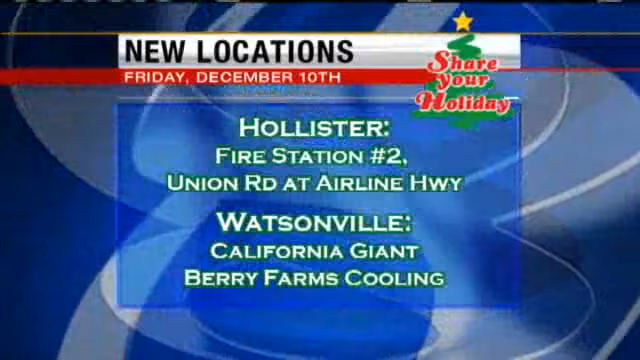 NEW LOCATIONS
FRIDAY, DECEMBER 10TH
Share
Your
Holiday
HOLLISTER:
FIRE STATION #2,
UNION RD AT AIRLINE HWY
WATSONVILLE:
CALIFORNIA GIANT
BERRY FARMS COOLING